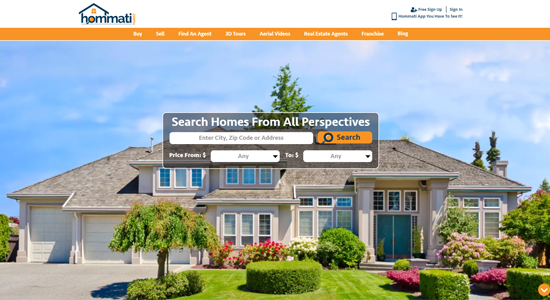 hommati
Free Sign Up | Sign In
Hommati App You Have To See It!
Buy Sell Find An Agent 3D Tours Aerial Videos Real Estate Agents Franchise Blog
Search Homes From All Perspectives
Enter City, Zip Code or Address Search
Price From: $ Any To: $ Any